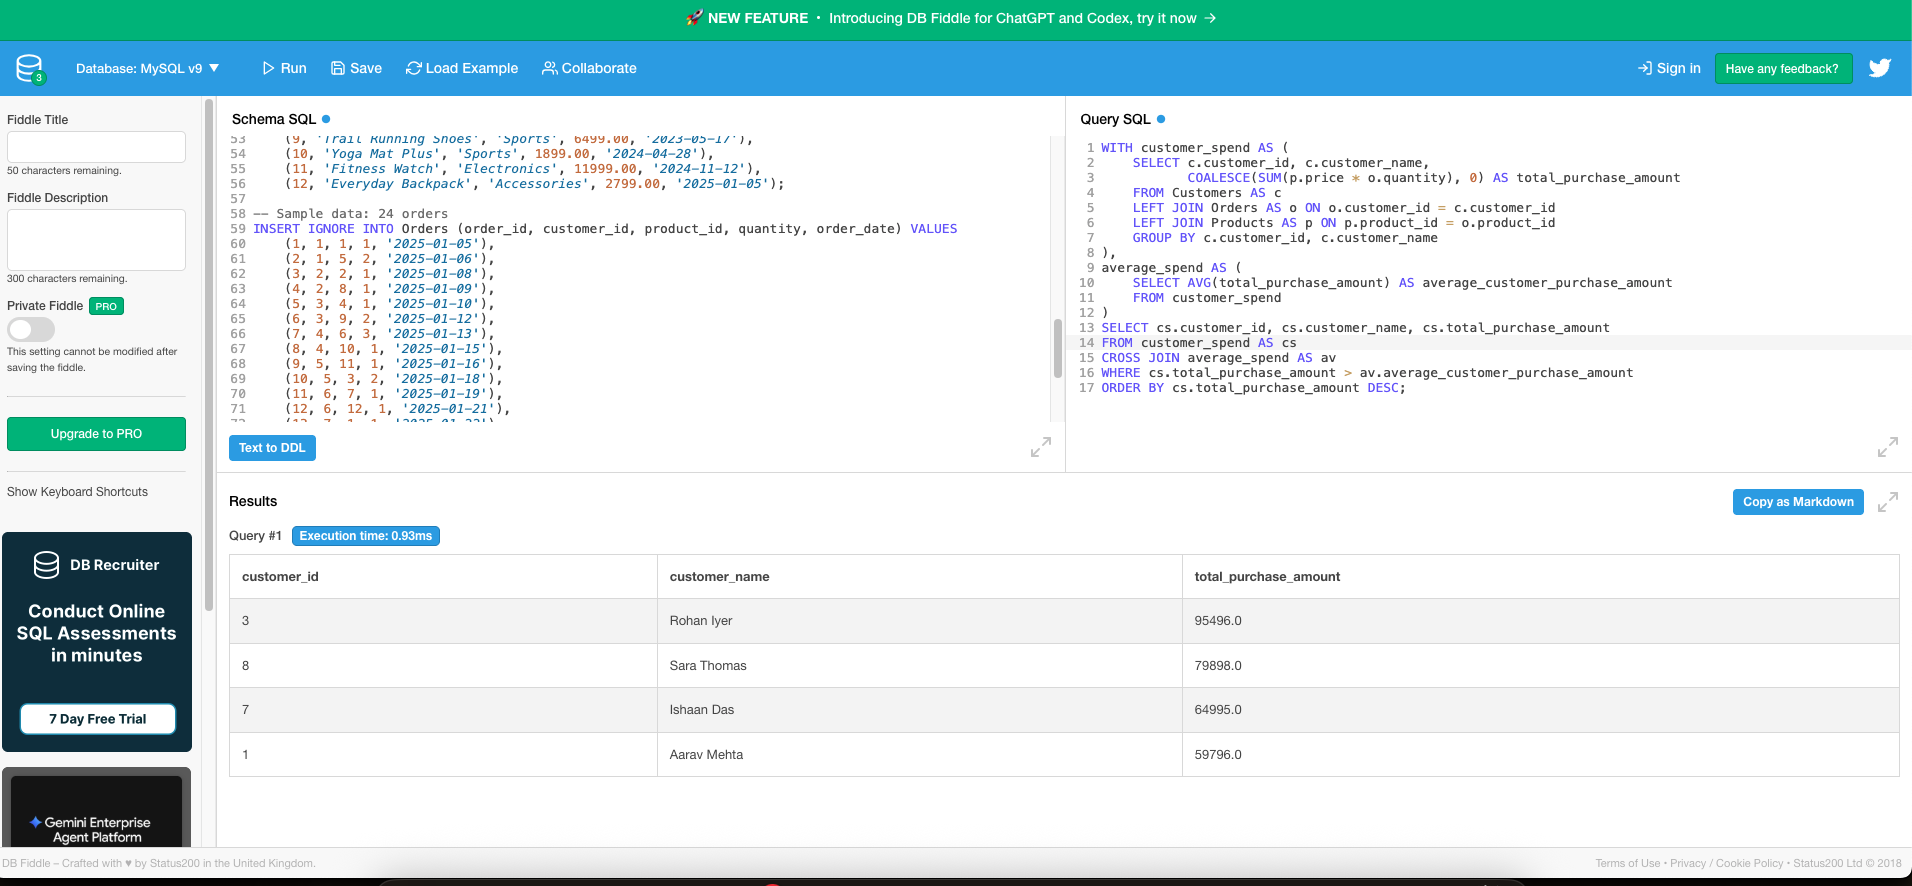 🚀 NEW FEATURE • Introducing DB Fiddle for ChatGPT and Codex, try it now →
3
Database: MySQL v9 ▼
Run
Save
Load Example
Collaborate
Sign in
Have any feedback?
Fiddle Title
50 characters remaining.
Fiddle Description
300 characters remaining.
Private Fiddle PRO
This setting cannot be modified after
saving the fiddle.
Upgrade to PRO
Show Keyboard Shortcuts
DB Recruiter
Conduct Online
SQL Assessments
in minutes
7 Day Free Trial
Gemini Enterprise
Agent Platform
Schema SQL
53 (9, 'Trail Running Shoes', 'Sports', 6499.00, '2023-05-17'),
54 (10, 'Yoga Mat Plus', 'Sports', 1899.00, '2024-04-28'),
55 (11, 'Fitness Watch', 'Electronics', 11999.00, '2024-11-12'),
56 (12, 'Everyday Backpack', 'Accessories', 2799.00, '2025-01-05');
57
58 -- Sample data: 24 orders
59 INSERT IGNORE INTO Orders (order_id, customer_id, product_id, quantity, order_date) VALUES
60 (1, 1, 1, 1, '2025-01-05'),
61 (2, 1, 5, 2, '2025-01-06'),
62 (3, 2, 2, 1, '2025-01-08'),
63 (4, 2, 8, 1, '2025-01-09'),
64 (5, 3, 4, 1, '2025-01-10'),
65 (6, 3, 9, 2, '2025-01-12'),
66 (7, 4, 6, 3, '2025-01-13'),
67 (8, 4, 10, 1, '2025-01-15'),
68 (9, 5, 11, 1, '2025-01-16'),
69 (10, 5, 3, 2, '2025-01-18'),
70 (11, 6, 7, 1, '2025-01-19'),
71 (12, 6, 12, 1, '2025-01-21'),
Text to DDL
Query SQL
1 WITH customer_spend AS (
2 SELECT c.customer_id, c.customer_name,
3 COALESCE(SUM(p.price * o.quantity), 0) AS total_purchase_amount
4 FROM Customers AS c
5 LEFT JOIN Orders AS o ON o.customer_id = c.customer_id
6 LEFT JOIN Products AS p ON p.product_id = o.product_id
7 GROUP BY c.customer_id, c.customer_name
8 ),
9 average_spend AS (
10 SELECT AVG(total_purchase_amount) AS average_customer_purchase_amount
11 FROM customer_spend
12 )
13 SELECT cs.customer_id, cs.customer_name, cs.total_purchase_amount
14 FROM customer_spend AS cs
15 CROSS JOIN average_spend AS av
16 WHERE cs.total_purchase_amount > av.average_customer_purchase_amount
17 ORDER BY cs.total_purchase_amount DESC;
Results
Copy as Markdown
Query #1 Execution time: 0.93ms
customer_id customer_name total_purchase_amount
3 Rohan Iyer 95496.0
8 Sara Thomas 79898.0
7 Ishaan Das 64995.0
1 Aarav Mehta 59796.0
DB Fiddle – Crafted with ♥ by Status200 in the United Kingdom.
Terms of Use • Privacy / Cookie Policy • Status200 Ltd © 2018